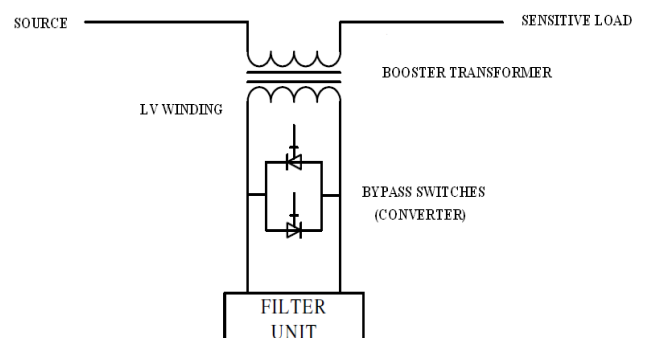 SOURCE
SENSITIVE LOAD
BOOSTER TRANSFORMER
LV WINDING
BYPASS SWITCHES
(CONVERTER)
FILTER
UNIT